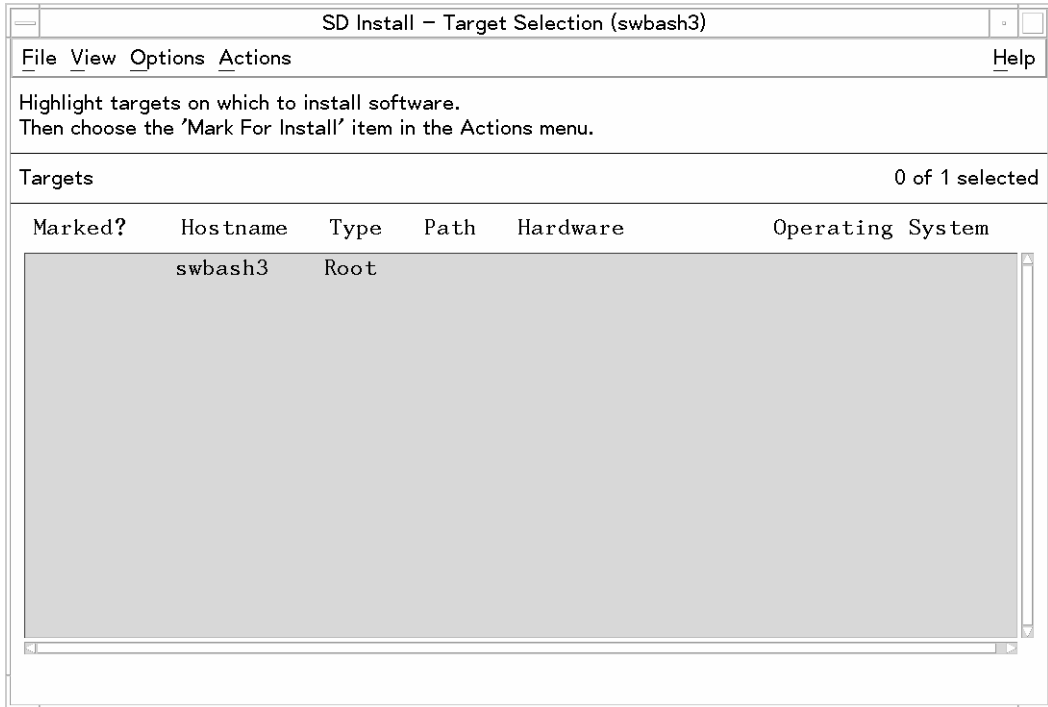 SD Install - Target Selection (swbash3)
File View Options Actions Help
Highlight targets on which to install software.
Then choose the 'Mark For Install' item in the Actions menu.
Targets 0 of 1 selected
Marked? Hostname Type Path Hardware Operating System
swbash3 Root